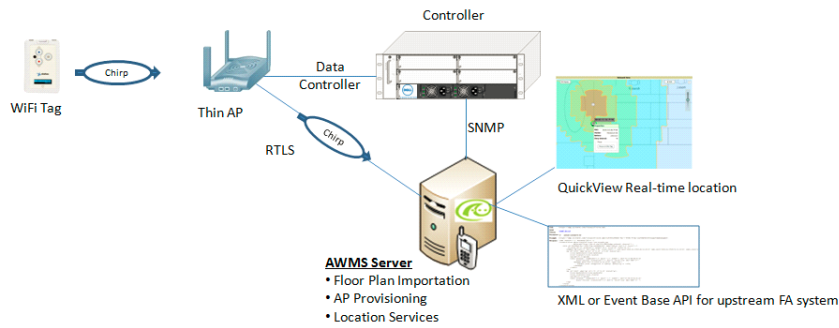 Controller
Chirp
WiFi Tag
Thin AP
Data
Controller
DELL
SNMP
RTLS
Chirp
QuickView Real-time location
AWMS Server
• Floor Plan Importation
• AP Provisioning
• Location Services
XML or Event Base API for upstream FA system